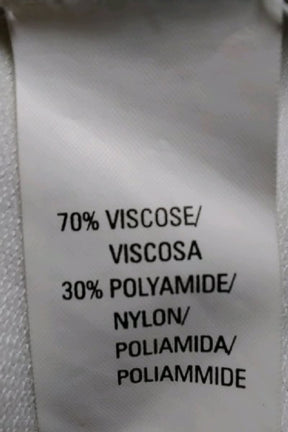 70% VISCOSE/
VISCOSA
30% POLYAMIDE/
NYLON/
POLIAMIDA/
POLIAMMIDE